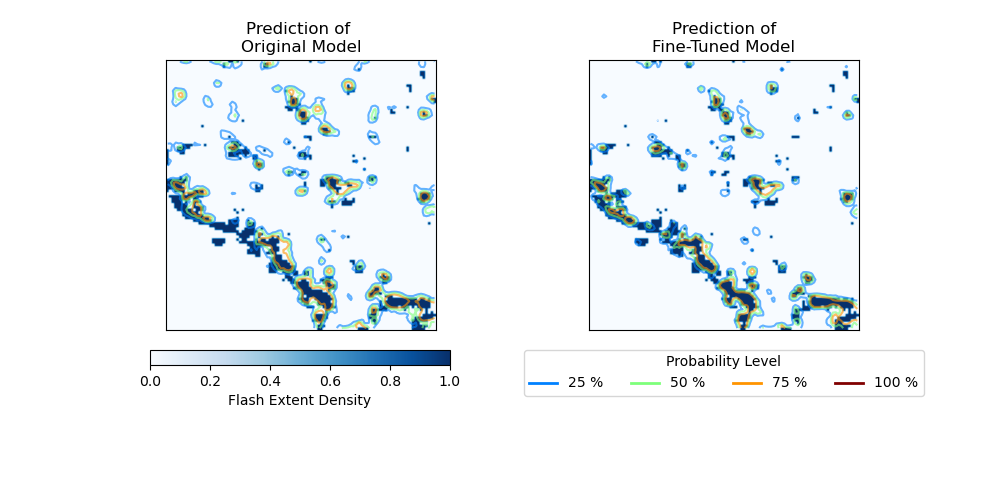 Prediction of
Original Model
Prediction of
Fine-Tuned Model
0.0 0.2 0.4 0.6 0.8 1.0
Flash Extent Density
Probability Level
25 % 50 % 75 % 100 %